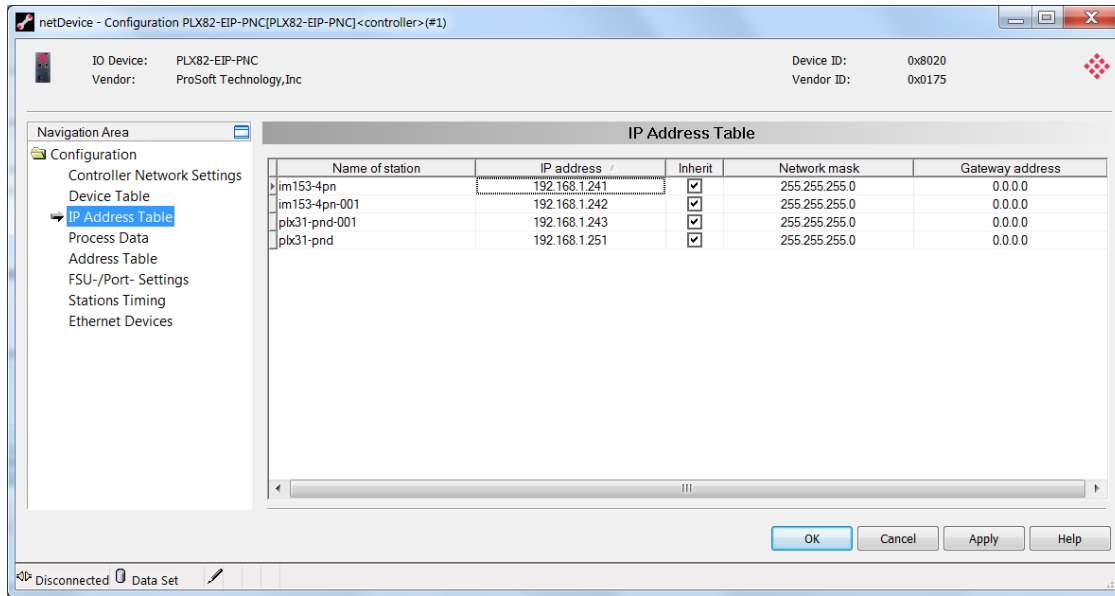 netDevice - Configuration PLX82-EIP-PNC[PLX82-EIP-PNC]<controller>(#1)
IO Device: PLX82-EIP-PNC Device ID: 0x8020
Vendor: ProSoft Technology,Inc Vendor ID: 0x0175
Navigation Area
Configuration
Controller Network Settings
Device Table
IP Address Table
Process Data
Address Table
FSU-/Port- Settings
Stations Timing
Ethernet Devices
IP Address Table
Name of station IP address Inherit Network mask Gateway address
im153-4pn 192.168.1.241 255.255.255.0 0.0.0.0
im153-4pn-001 192.168.1.242 255.255.255.0 0.0.0.0
plx31-pnd-001 192.168.1.243 255.255.255.0 0.0.0.0
plx31-pnd 192.168.1.251 255.255.255.0 0.0.0.0
OK Cancel Apply Help
Disconnected Data Set